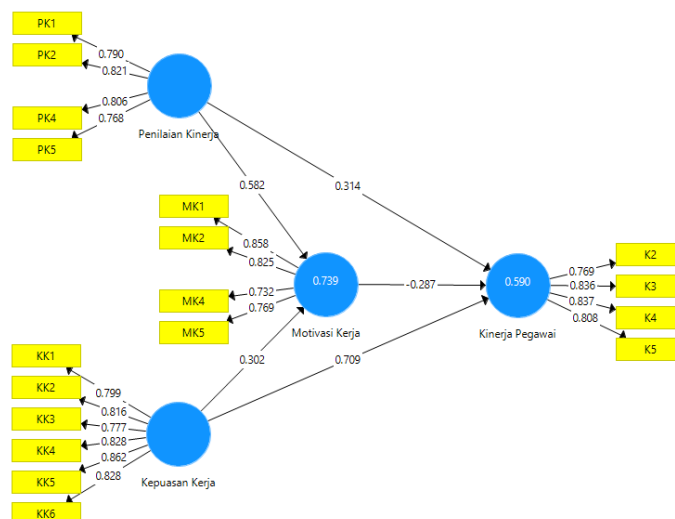 PK1
0.790
PK2
0.821
PK4
0.806
PK5
0.768
Penilaian Kinerja
0.582
0.314
MK1
0.858
MK2
0.825
MK4
0.732
MK5
0.769
0.739
Motivasi Kerja
-0.287
0.590
Kinerja Pegawai
K2
0.769
K3
0.836
K4
0.837
K5
0.808
0.302
0.709
KK1
0.799
KK2
0.816
KK3
0.777
KK4
0.828
KK5
0.862
KK6
0.828
Kepuasan Kerja